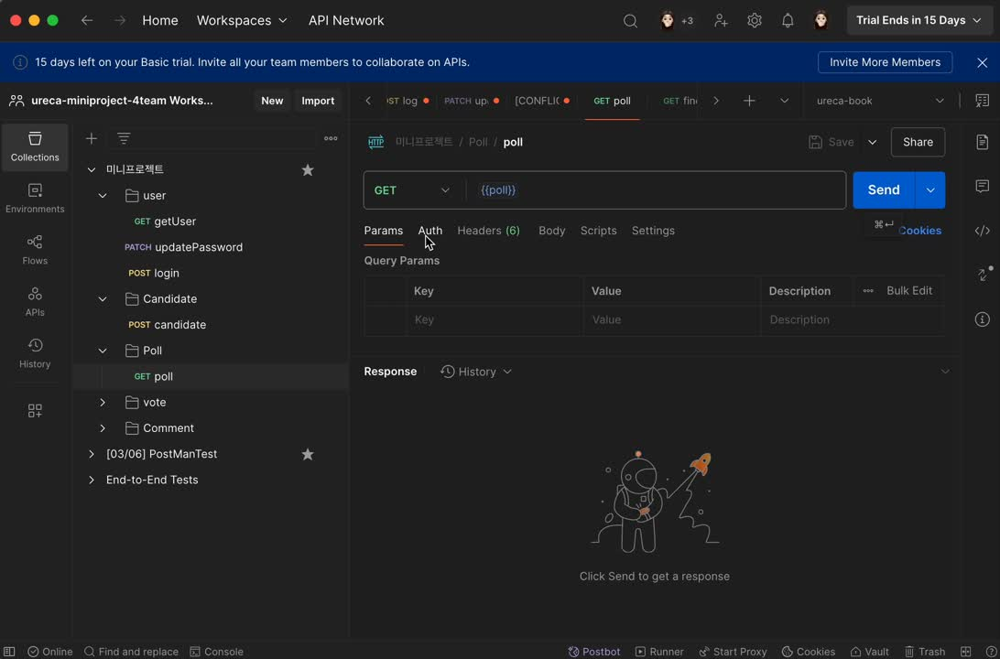 Home Workspaces API Network +3 Trial Ends in 15 Days
15 days left on your Basic trial. Invite all your team members to collaborate on APIs. Invite More Members
ureca-miniproject-4team Works... New Import
ST log PATCH up. [CONFLIC GET poll GET fin ureca-book
Collections
Environments
Flows
APIs
History
미니프로젝트
user
GET getUser
PATCH updatePassword
POST login
Candidate
POST candidate
Poll
GET poll
vote
Comment
[03/06] PostManTest
End-to-End Tests
HTTP 미니프로젝트 / Poll / poll Save Share
GET {{poll}} Send
⌘↩
Params Auth Headers (6) Body Scripts Settings Cookies
Query Params
Key Value Description Bulk Edit
Key Value Description
Response History
Click Send to get a response
Online Find and replace Console Postbot Runner Start Proxy Cookies Vault Trash